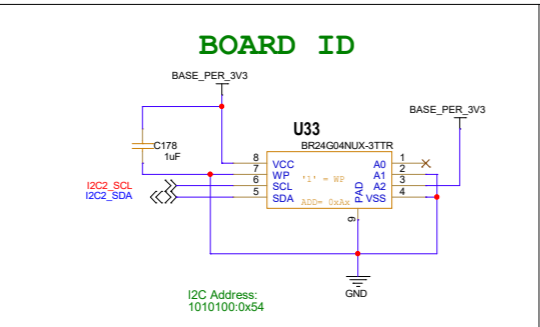 BOARD ID
BASE_PER_3V3
BASE_PER_3V3
C178
1uF
U33
BR24G04NUX-3TTR
8 VCC A0 1
7 WP '1' = WP A1 2
6 SCL A2 3
5 SDA ADD= 0xAx PAD VSS 4
9
I2C2_SCL
I2C2_SDA
GND
I2C Address:
1010100:0x54